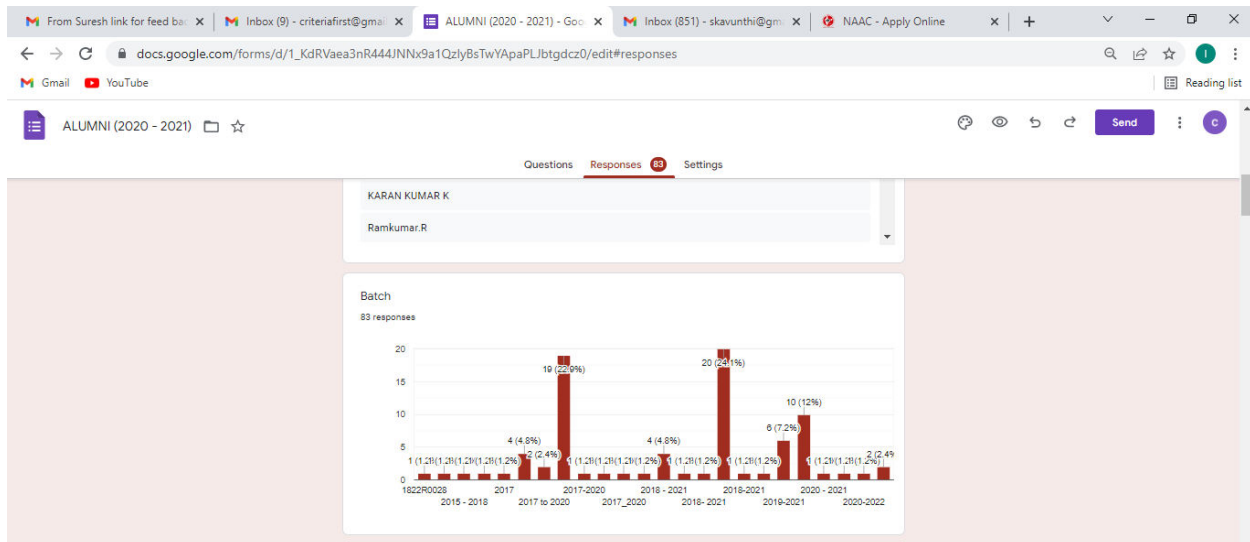 From Suresh link for feed bac
Inbox (9) - criteriafirst@gmai
ALUMNI (2020 - 2021) - Goo
Inbox (851) - skavunthi@gm
NAAC - Apply Online
docs.google.com/forms/d/1_KdRVaea3nR444JNNx9a1QzlyBsTwYApaPLJbtgdcz0/edit#responses
I
Gmail
YouTube
Reading list
ALUMNI (2020 - 2021)
Send
C
Questions Responses 83 Settings
KARAN KUMAR K
Ramkumar.R
Batch
83 responses
20
15
10
5
0
4 (4.8%)
2 (2.4%)
19 (22.9%)
4 (4.8%)
20 (24.1%)
6 (7.2%)
10 (12%)
2 (2.4%
1822R0028
2015 - 2018
2017
2017 to 2020
2017-2020
2017_2020
2018 - 2021
2018- 2021
2018-2021
2019-2021
2020 - 2021
2020-2022